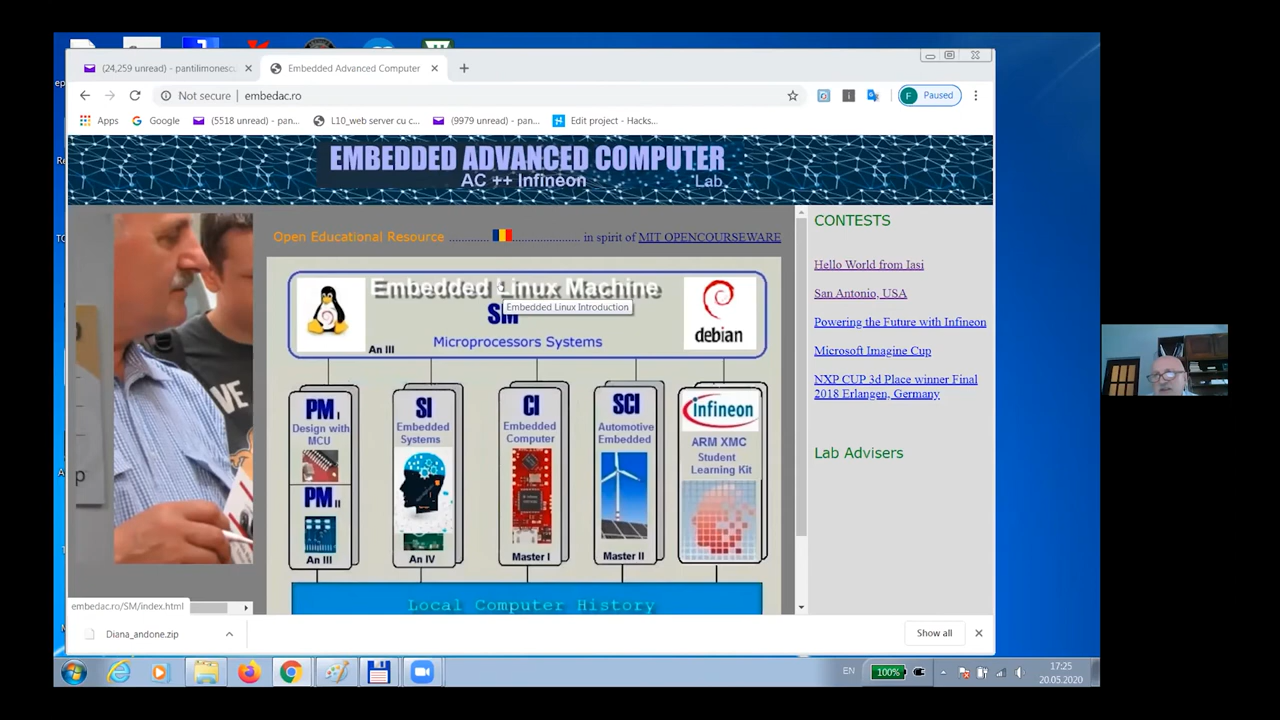 (24,259 unread) - pantilimonescu
Embedded Advanced Computer
Not secure | embedac.ro
Paused
Apps
Google
(5518 unread) - pan...
L10_web server cu c...
(9979 unread) - pan...
Edit project - Hacks...
EMBEDDED ADVANCED COMPUTER
AC ++ Infineon
Lab
Open Educational Resource ............ ..................... in spirit of MIT OPENCOURSEWARE
Embedded Linux Machine
Embedded Linux Introduction
SM
Microprocessors Systems
An III
debian
PM I
Design with
MCU
PM II
An III
SI
Embedded
Systems
An IV
CI
Embedded
Computer
Master I
SCI
Automotive
Embedded
Master II
infineon
ARM XMC
Student
Learning Kit
Local Computer History
CONTESTS
Hello World from Iasi
San Antonio, USA
Powering the Future with Infineon
Microsoft Imagine Cup
NXP CUP 3d Place winner Final
2018 Erlangen, Germany
Lab Advisers
embedac.ro/SM/index.html
Diana_andone.zip
Show all
EN
100%
17:25
20.05.2020